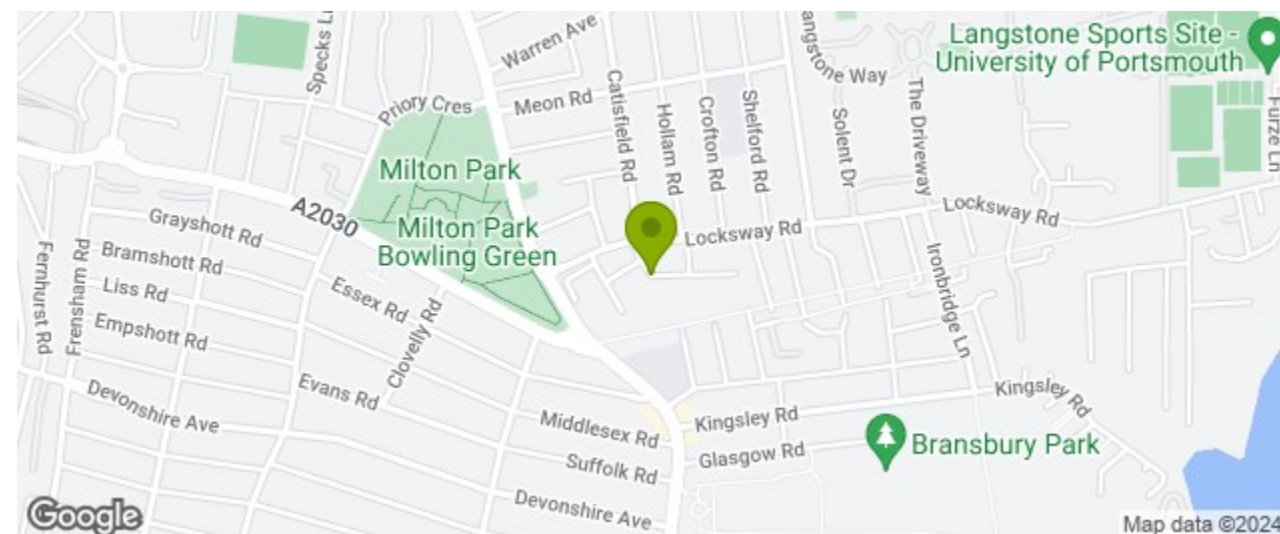 Specks L
Warren Ave
angstone Way
Langstone Sports Site -
University of Portsmouth
Furze Ln
Priory Cres
Meon Rd
Catisfield Rd
Hollam Rd
Crofton Rd
Shelford Rd
Solent Dr
The Driveway
Milton Park
A2030
Milton Park
Bowling Green
Locksway Rd
Locksway Rd
Grayshott Rd
Bramshott Rd
Liss Rd
Empshott Rd
Fernhurst Rd
Frensham Rd
Essex Rd
Clovelly Rd
Evans Rd
Devonshire Ave
Ironbridge Ln
Kingsley Rd
Kingsley Rd
Middlesex Rd
Glasgow Rd
Suffolk Rd
Devonshire Ave
Bransbury Park
Google
Map data ©2024